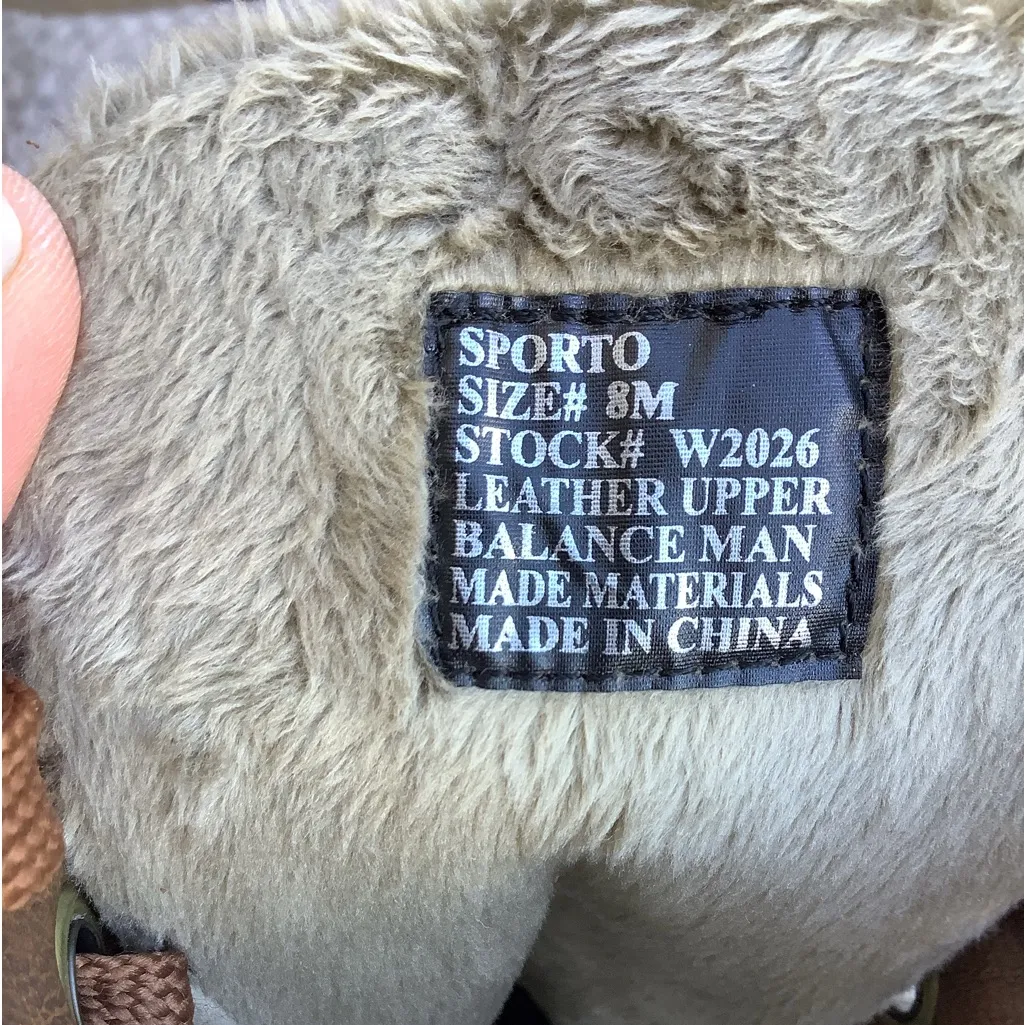 SPORTO
SIZE# 8M
STOCK# W2026
LEATHER UPPER
BALANCE MAN
MADE MATERIALS
MADE IN CHINA